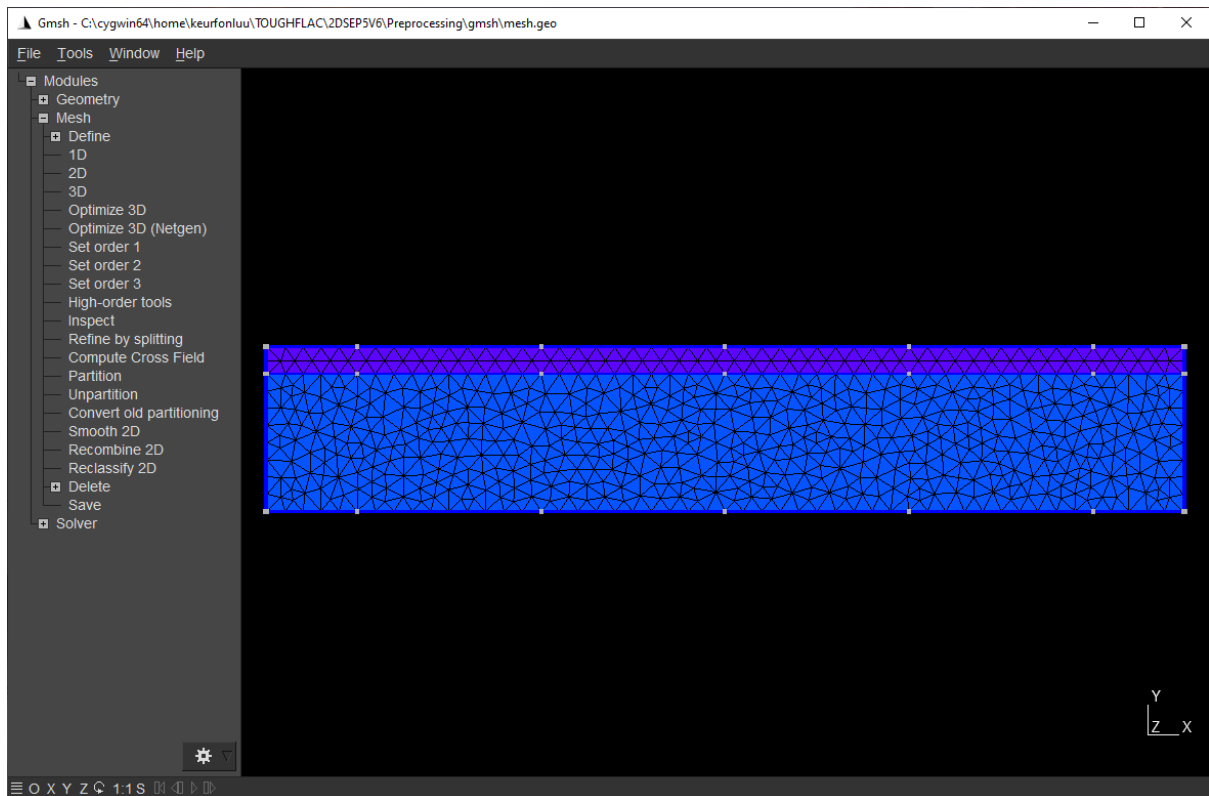 Gmsh - C:\cygwin64\home\keurfonluu\TOUGHFLAC\2DSEP5V6\Preprocessing\gmsh\mesh.geo
File Tools Window Help
Modules
Geometry
Mesh
Define
1D
2D
3D
Optimize 3D
Optimize 3D (Netgen)
Set order 1
Set order 2
Set order 3
High-order tools
Inspect
Refine by splitting
Compute Cross Field
Partition
Unpartition
Convert old partitioning
Smooth 2D
Recombine 2D
Reclassify 2D
Delete
Save
Solver
Y
Z X
O X Y Z 1:1 S